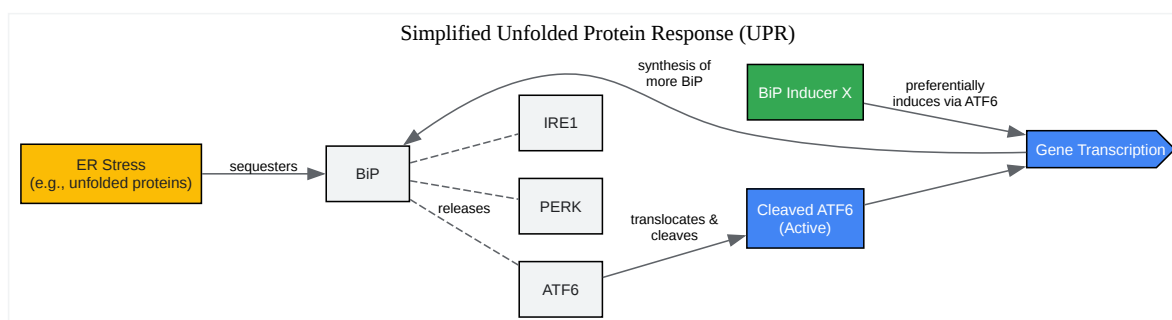 Simplified Unfolded Protein Response (UPR)
synthesis of
more BiP
BiP Inducer X
preferentially
induces via ATF6
IRE1
Gene Transcription
ER Stress
(e.g., unfolded proteins)
sequesters
BiP
releases
PERK
translocates &
cleaves
Cleaved ATF6
(Active)
ATF6